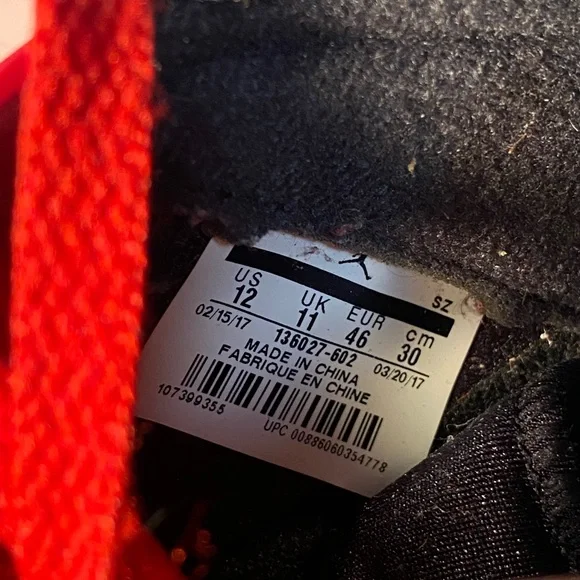 SZ
US UK EUR cm
12 11 46 30
02/15/17 136027-602 03/20/17
MADE IN CHINA
FABRIQUE EN CHINE
107399355
UPC 00886060354778